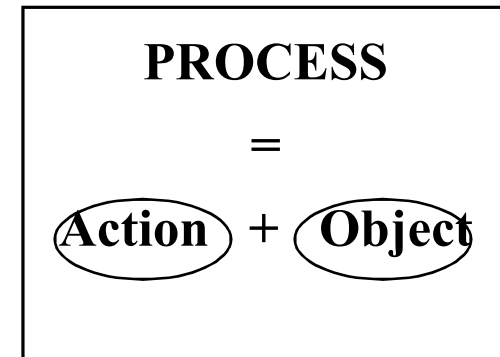 PROCESS
=
Action + Object